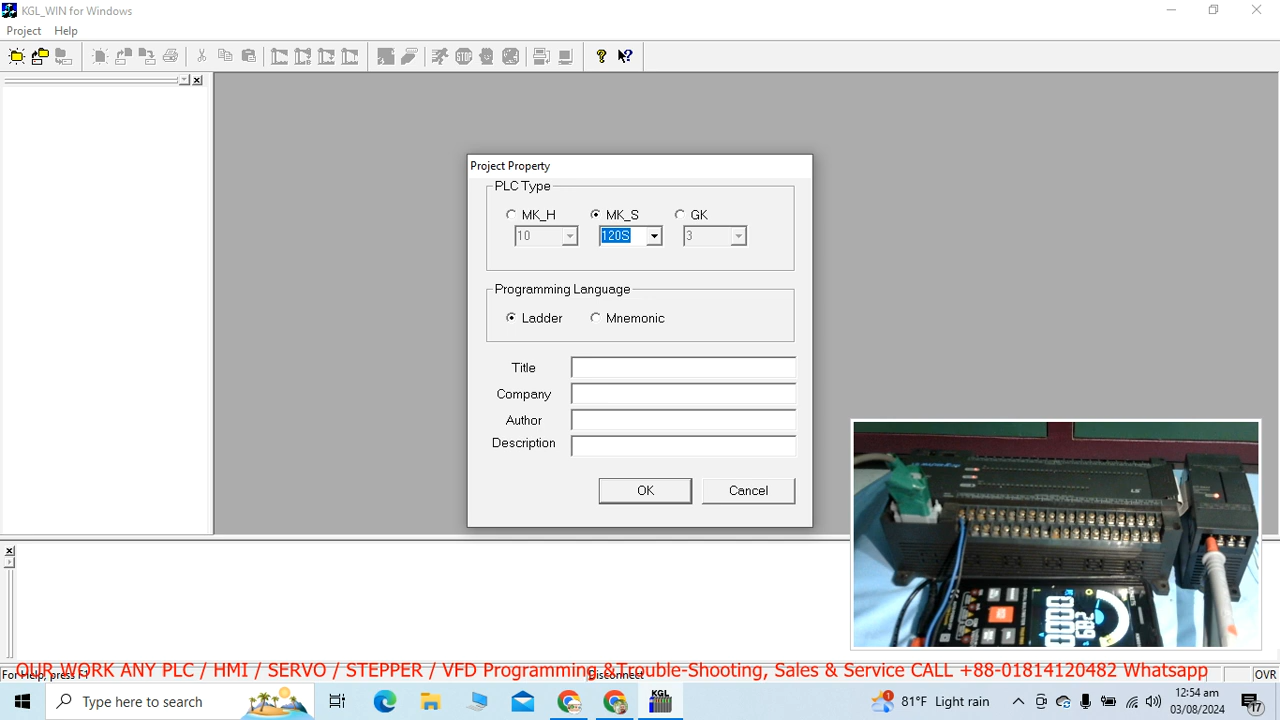 KGL_WIN for Windows
Project Help
Project Property
PLC Type
MK_H MK_S GK
10 120S 3
Programming Language
Ladder Mnemonic
Title
Company
Author
Description
OK Cancel
OUR WORK ANY PLC / HMI / SERVO / STEPPER / VFD Programming &Trouble-Shooting, Sales & Service CALL +88-01814120482 Whatsapp
For Help, press F1
Disconnect
OVR
Type here to search
KGL
1
81°F Light rain
12:54 am
03/08/2024
17